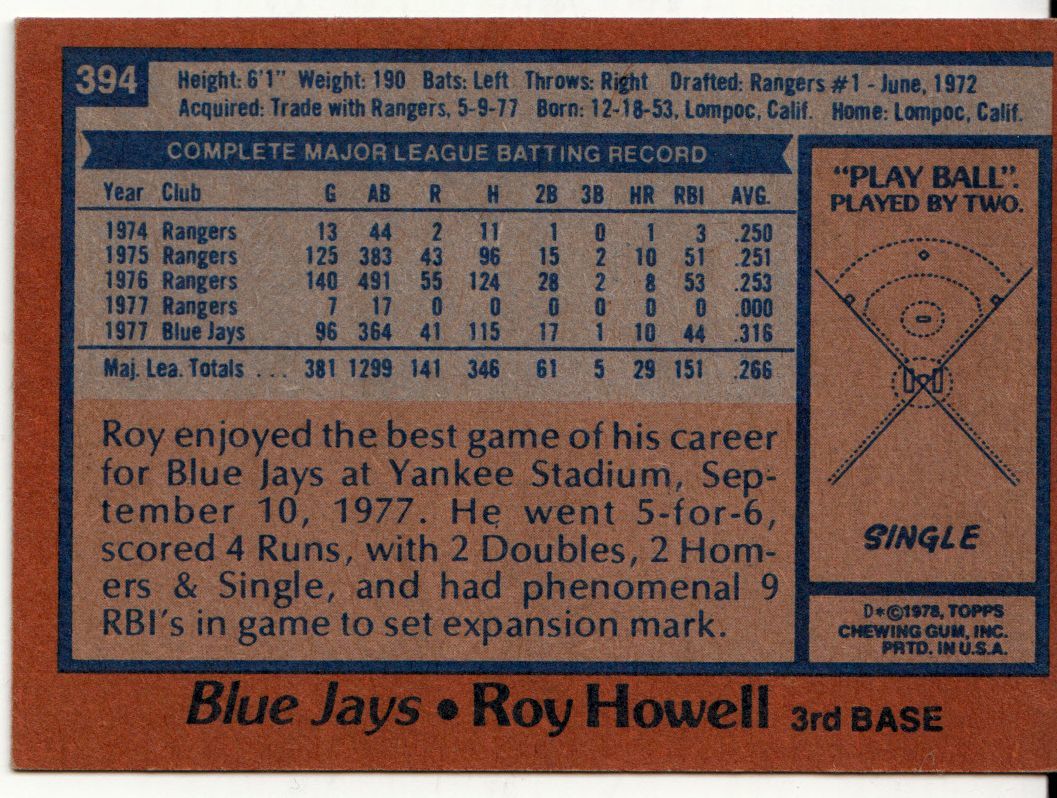 394
Height: 6'1" Weight: 190 Bats: Left Throws: Right Drafted: Rangers #1 - June, 1972
Acquired: Trade with Rangers, 5-9-77 Born: 12-18-53, Lompoc, Calif. Home: Lompoc, Calif.
COMPLETE MAJOR LEAGUE BATTING RECORD
Year Club G AB R H 2B 3B HR RBI AVG.
1974 Rangers 13 44 2 11 1 0 1 3 .250
1975 Rangers 125 383 43 96 15 2 10 51 .251
1976 Rangers 140 491 55 124 28 2 8 53 .253
1977 Rangers 7 17 0 0 0 0 0 0 .000
1977 Blue Jays 96 364 41 115 17 1 10 44 .316
Maj. Lea. Totals . . . 381 1299 141 346 61 5 29 151 .266
Roy enjoyed the best game of his career
for Blue Jays at Yankee Stadium, Sep-
tember 10, 1977. He went 5-for-6,
scored 4 Runs, with 2 Doubles, 2 Hom-
ers & Single, and had phenomenal 9
RBI's in game to set expansion mark.
"PLAY BALL".
PLAYED BY TWO.
SINGLE
D*©1978, TOPPS
CHEWING GUM, INC.
PRTD. IN U.S.A.
Blue Jays • Roy Howell 3rd BASE